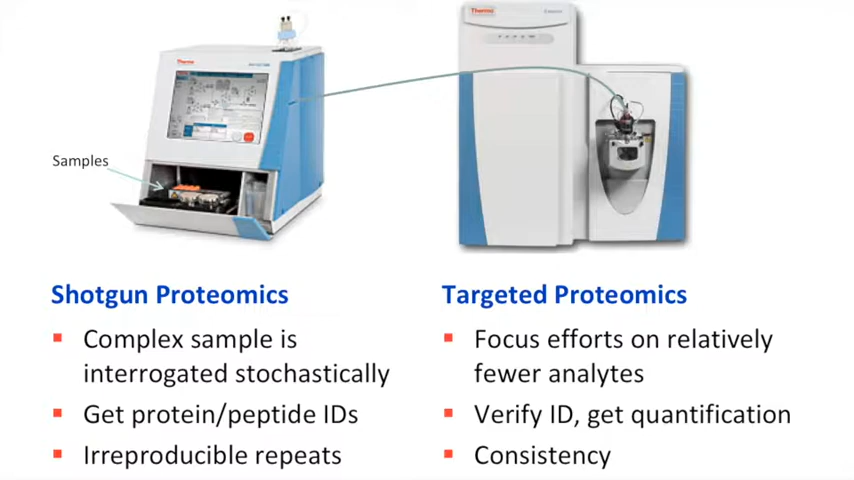 Thermo
Thermo
Samples
Shotgun Proteomics
Complex sample is
interrogated stochastically
Get protein/peptide IDs
Irreproducible repeats
Targeted Proteomics
Focus efforts on relatively
fewer analytes
Verify ID, get quantification
Consistency